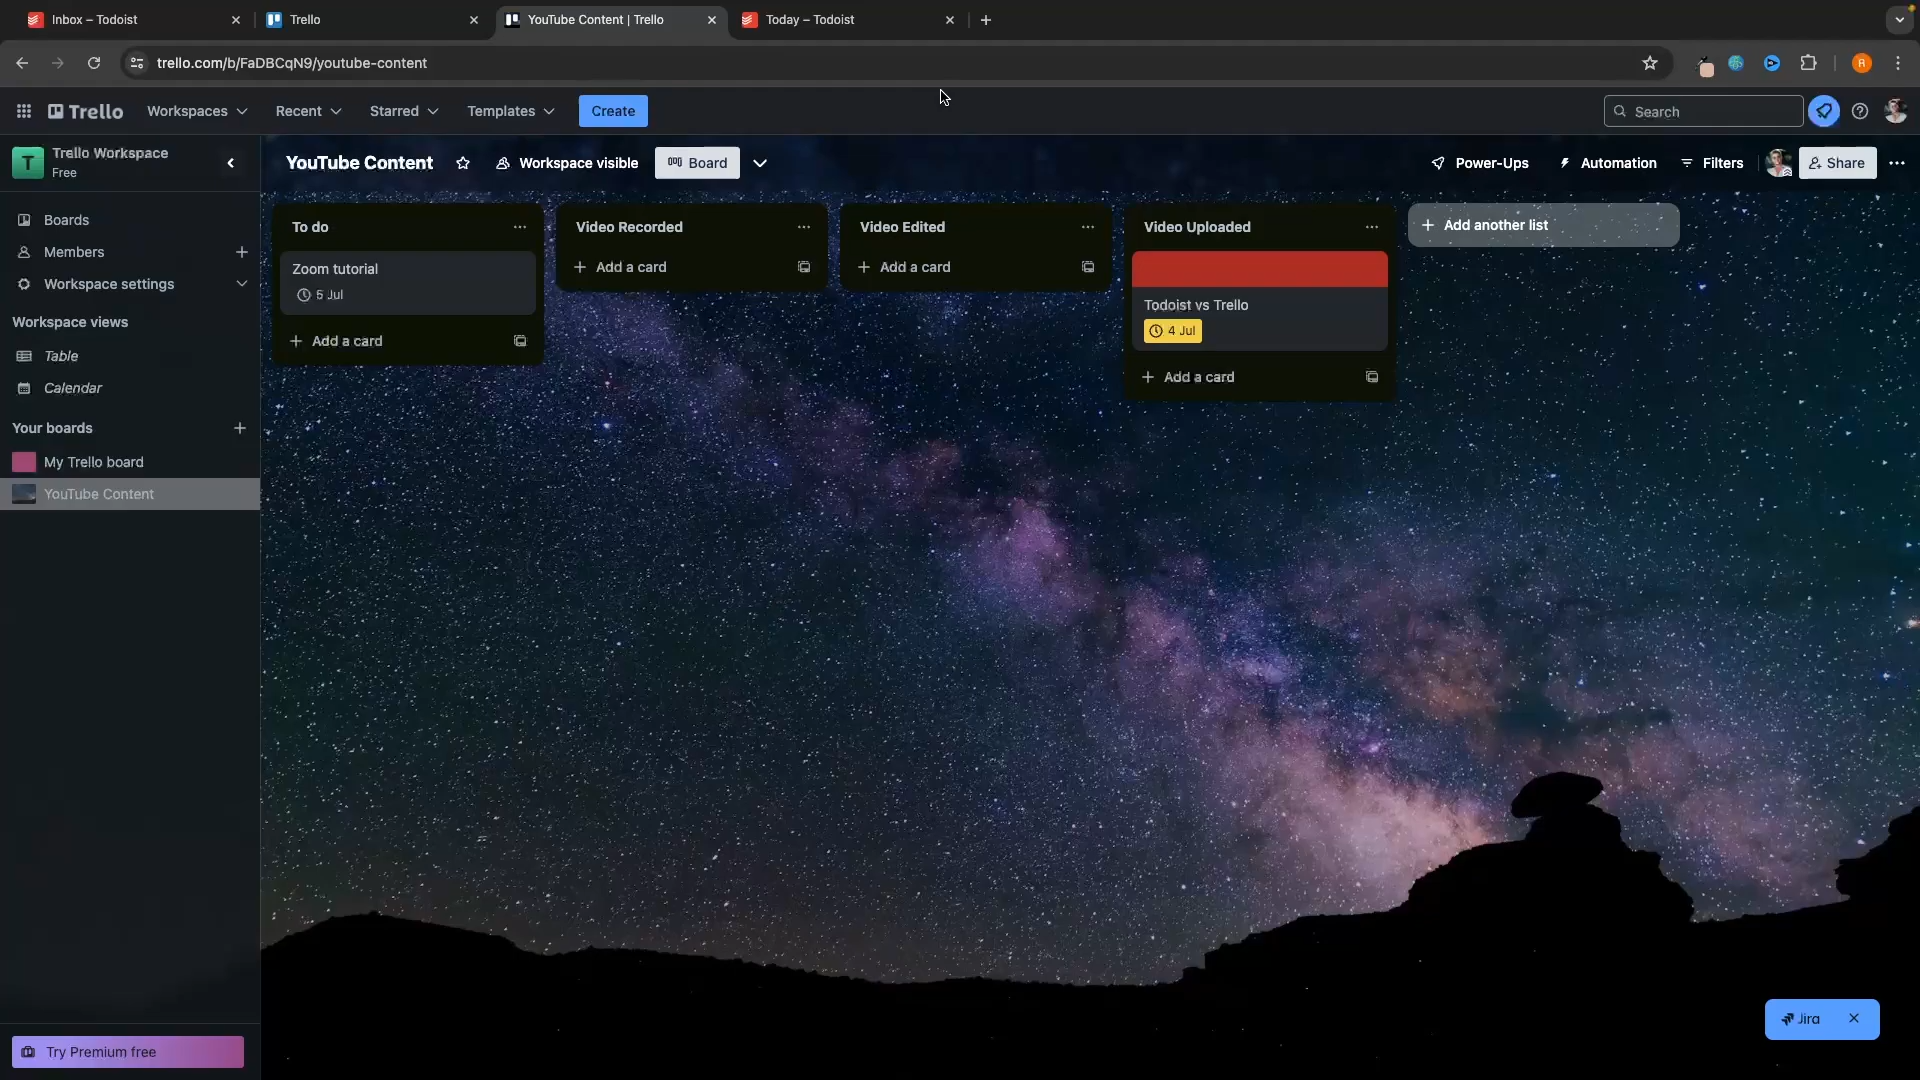 Inbox – Todoist
Trello
YouTube Content | Trello
Today – Todoist
trello.com/b/FaDBCqN9/youtube-content
R
Trello
Workspaces
Recent
Starred
Templates
Create
Search
T
Trello Workspace
Free
YouTube Content
Workspace visible
Board
Power-Ups
Automation
Filters
Share
Boards
Members
Workspace settings
Workspace views
Table
Calendar
Your boards
My Trello board
YouTube Content
To do
Zoom tutorial
5 Jul
Add a card
Video Recorded
Add a card
Video Edited
Add a card
Video Uploaded
Todoist vs Trello
4 Jul
Add a card
Add another list
Try Premium free
Jira